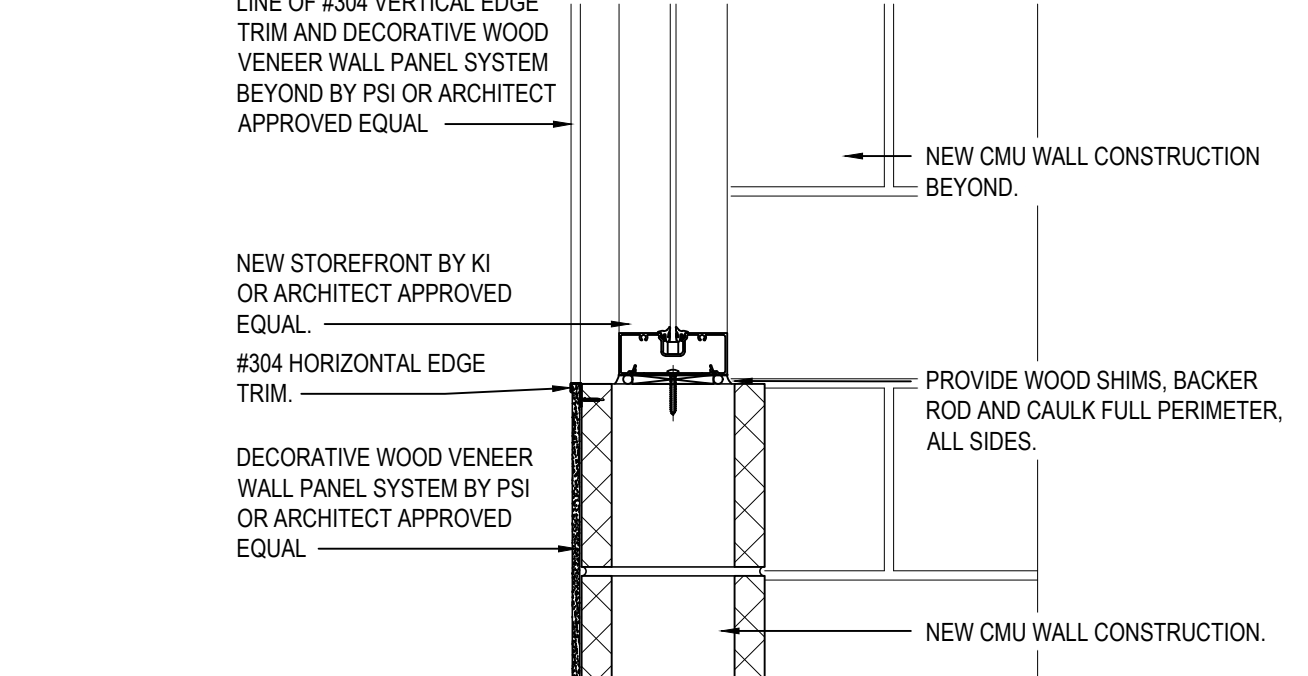 LINE OF #304 VERTICAL EDGE
TRIM AND DECORATIVE WOOD
VENEER WALL PANEL SYSTEM
BEYOND BY PSI OR ARCHITECT
APPROVED EQUAL
NEW CMU WALL CONSTRUCTION
BEYOND.
NEW STOREFRONT BY KI
OR ARCHITECT APPROVED
EQUAL.
#304 HORIZONTAL EDGE
TRIM.
PROVIDE WOOD SHIMS, BACKER
ROD AND CAULK FULL PERIMETER,
ALL SIDES.
DECORATIVE WOOD VENEER
WALL PANEL SYSTEM BY PSI
OR ARCHITECT APPROVED
EQUAL
NEW CMU WALL CONSTRUCTION.